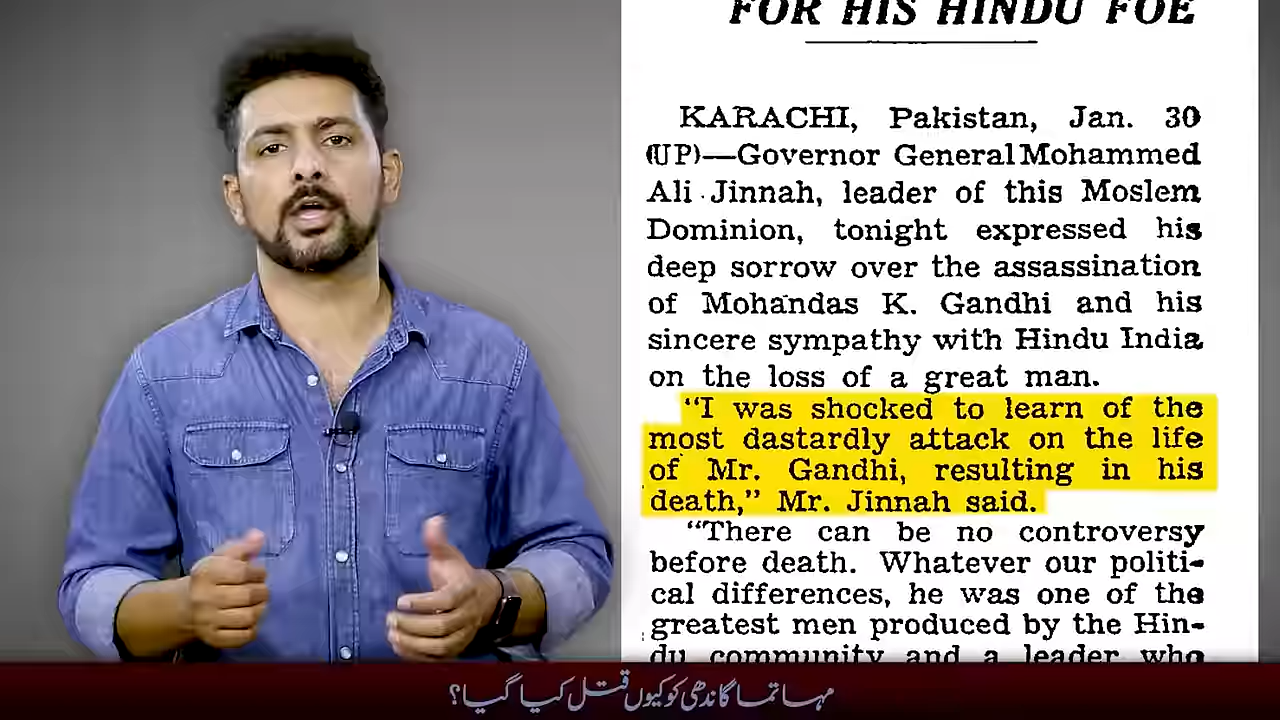 FOR HIS HINDU FOE
KARACHI, Pakistan, Jan. 30
(UP)—Governor General Mohammed
Ali Jinnah, leader of this Moslem
Dominion, tonight expressed his
deep sorrow over the assassination
of Mohandas K. Gandhi and his
sincere sympathy with Hindu India
on the loss of a great man.
"I was shocked to learn of the
most dastardly attack on the life
of Mr. Gandhi, resulting in his
death," Mr. Jinnah said.
"There can be no controversy
before death. Whatever our politi-
cal differences, he was one of the
greatest men produced by the Hin-
du community and a leader who
مہاتما گاندھی کو کیوں قتل کیا گیا؟